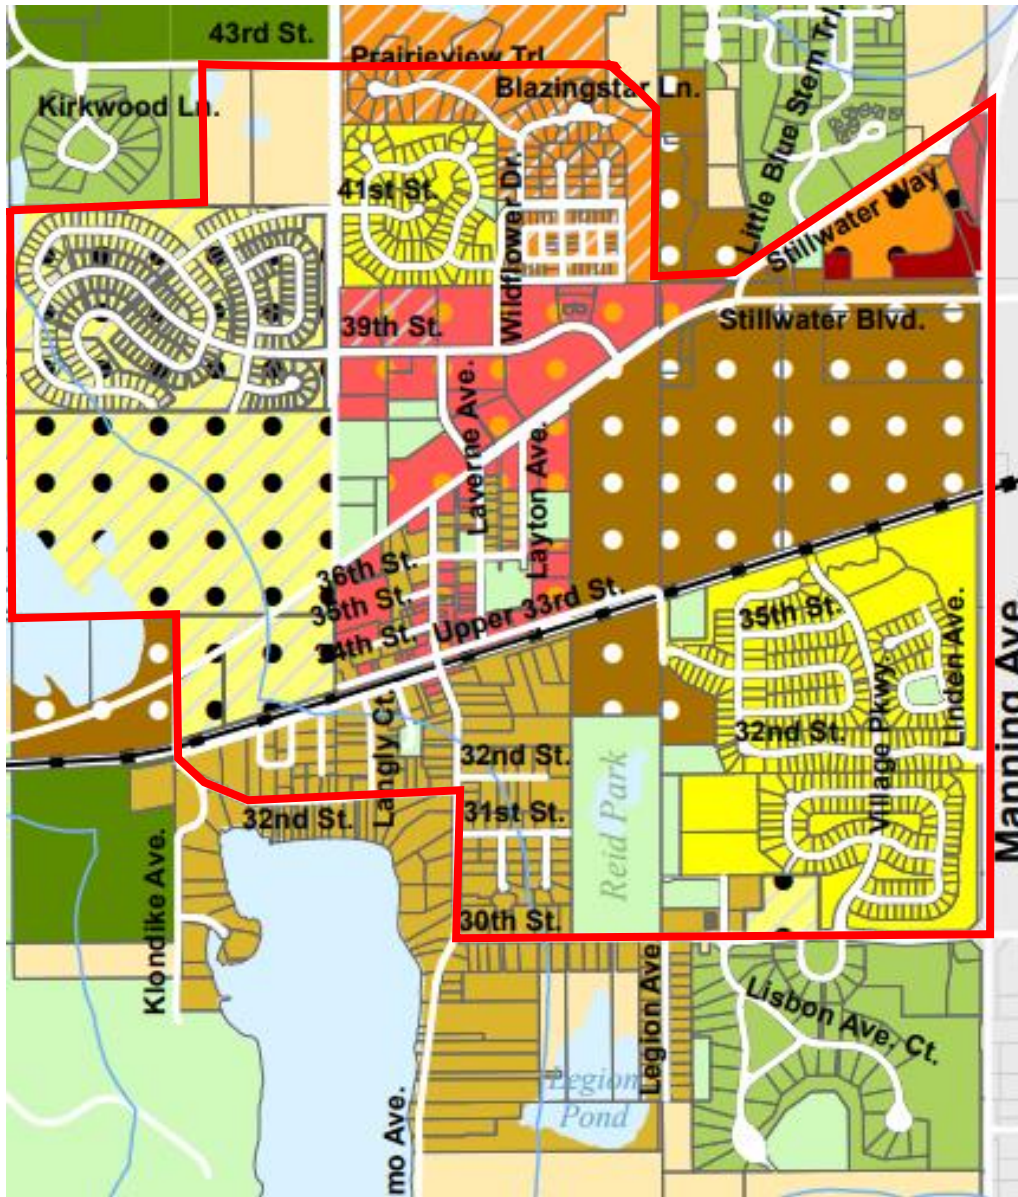 43rd St.
Prairieview Trl.
Blazingstar Ln.
Little Blue Stem Trl.
Kirkwood Ln.
41st St.
Wildflower Dr.
Stillwater Way
39th St.
Stillwater Blvd.
Laverne Ave.
Layton Ave.
36th St.
35th St.
34th St.
Upper 33rd St.
35th St.
Linden Ave.
Manning Ave
Village Pkwy.
32nd St.
Langly Ct.
32nd St.
31st St.
32nd St.
Reid Park
Klondike Ave.
30th St.
Legion Ave.
Lisbon Ave. Ct.
Legion
Pond
mo Ave.